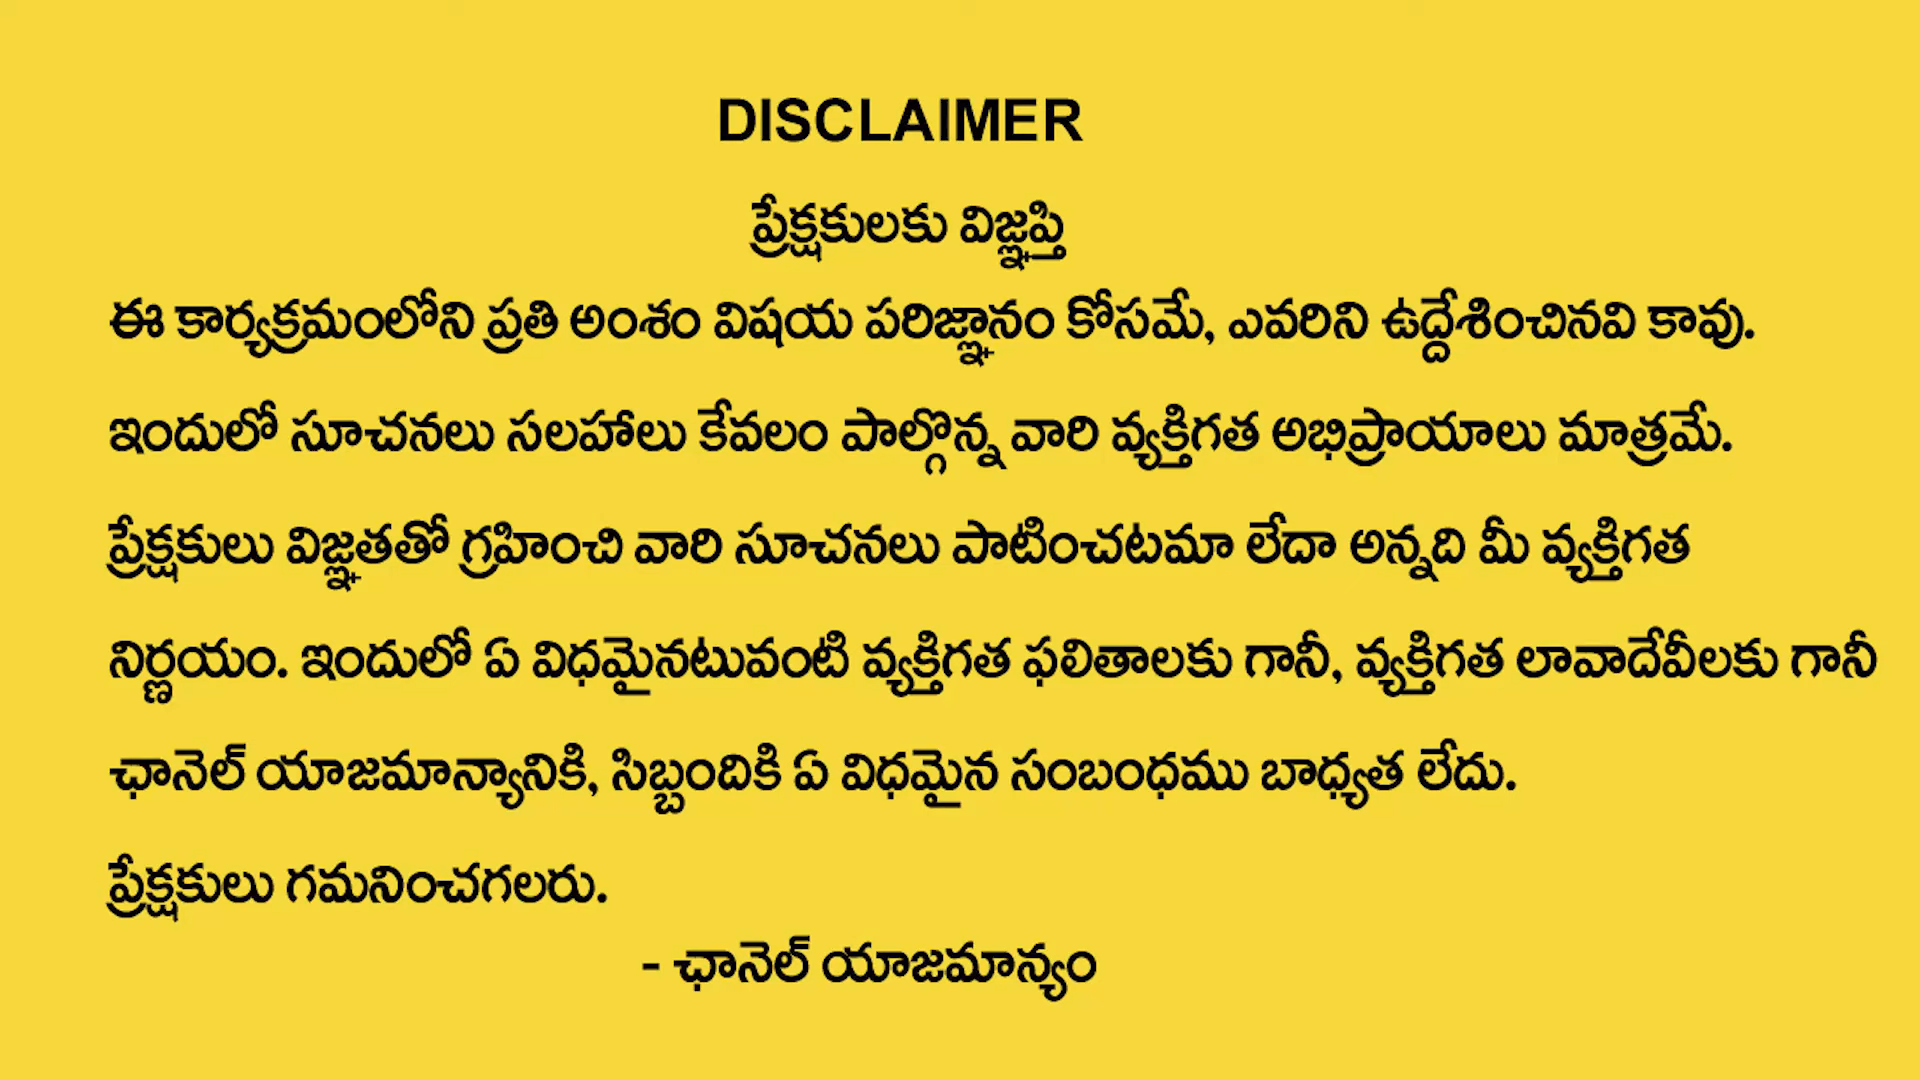 DISCLAIMER
ప్రేక్షకులకు విజ్ఞప్తి
ఈ కార్యక్రమంలోని ప్రతి అంశం విషయ పరిజ్ఞానం కోసమే, ఎవరిని ఉద్దేశించినవి కావు.
ఇందులో సూచనలు సలహాలు కేవలం పాల్గొన్న వారి వ్యక్తిగత అభిప్రాయాలు మాత్రమే.
ప్రేక్షకులు విజ్ఞతతో గ్రహించి వారి సూచనలు పాటించటమా లేదా అన్నది మీ వ్యక్తిగత
నిర్ణయం. ఇందులో ఏ విధమైనటువంటి వ్యక్తిగత ఫలితాలకు గానీ, వ్యక్తిగత లావాదేవీలకు గానీ
ఛానెల్ యాజమాన్యానికి, సిబ్బందికి ఏ విధమైన సంబంధము బాధ్యత లేదు.
ప్రేక్షకులు గమనించగలరు.
- ఛానెల్ యాజమాన్యం